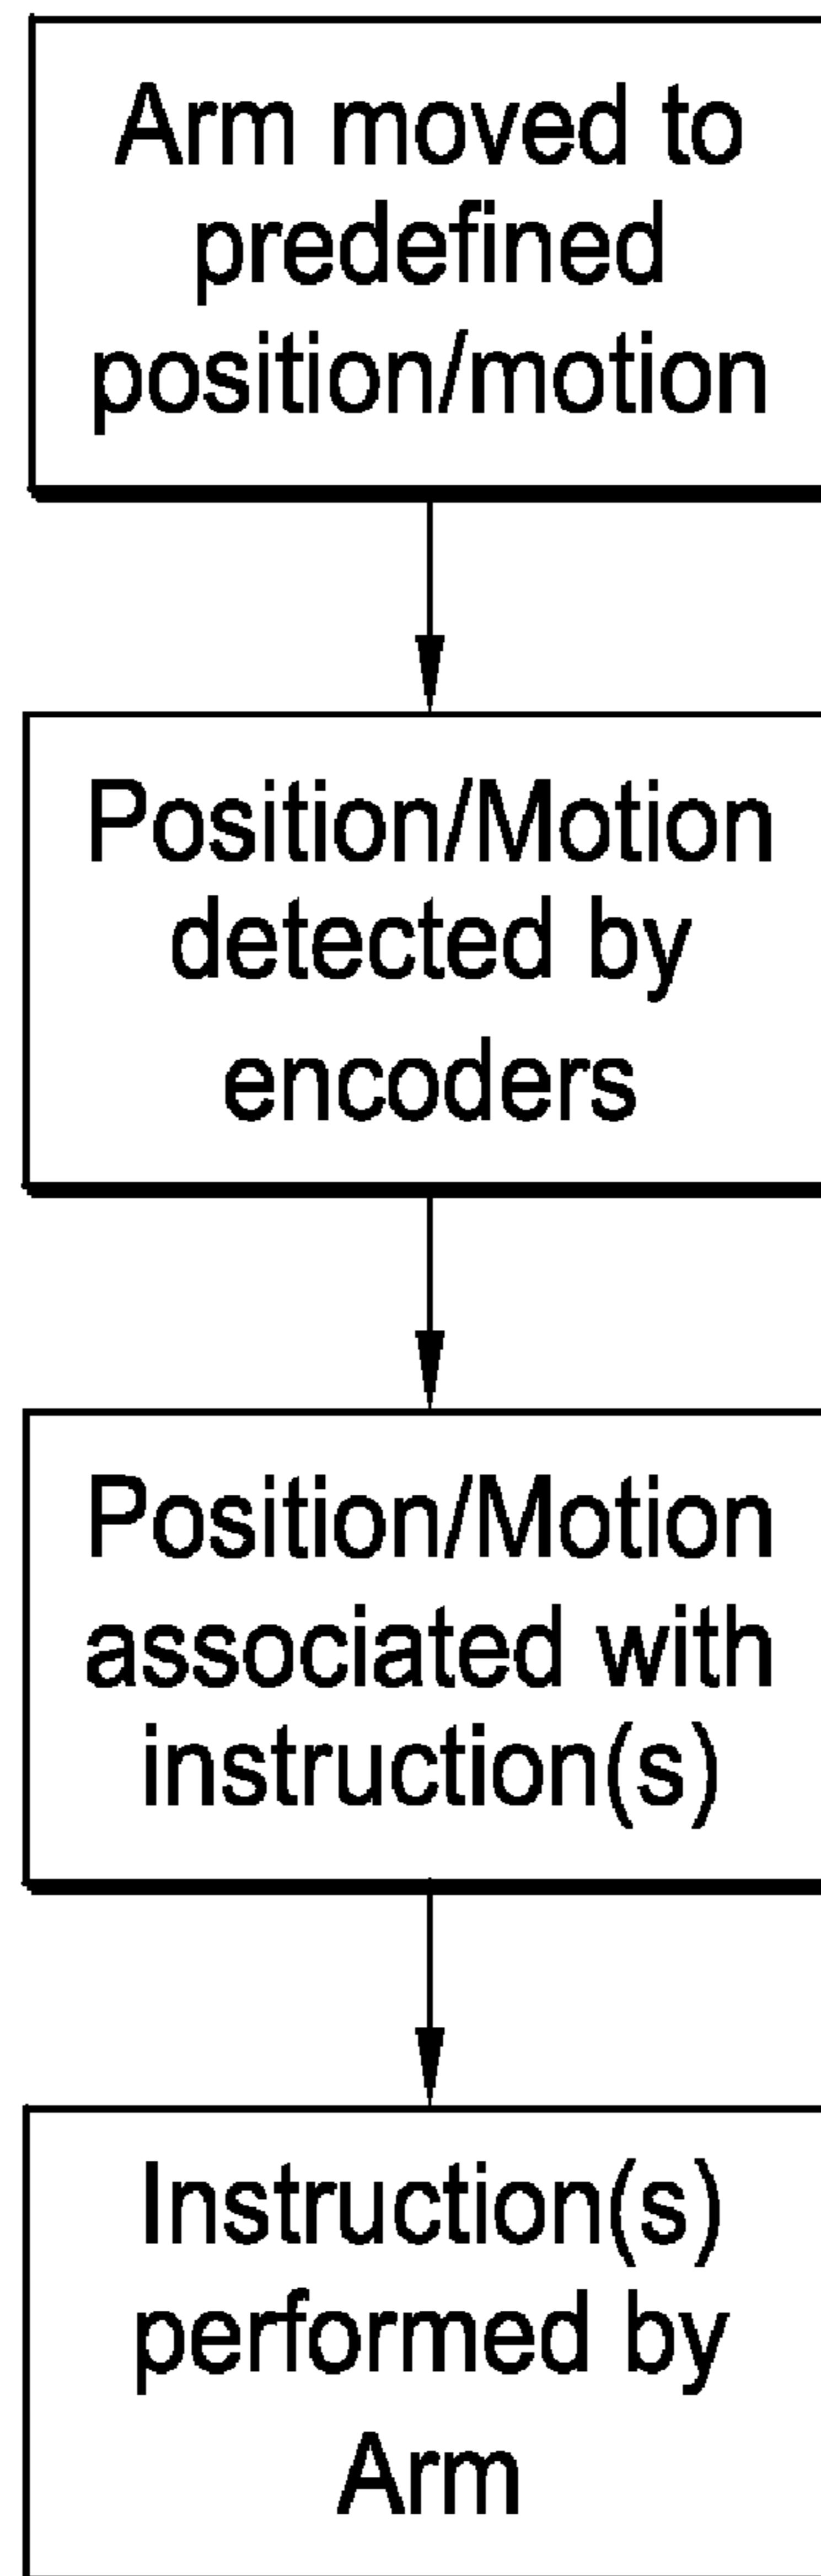 Arm moved to
predefined
position/motion
Position/Motion
detected by
encoders
Position/Motion
associated with
instruction(s)
Instruction(s)
performed by
Arm